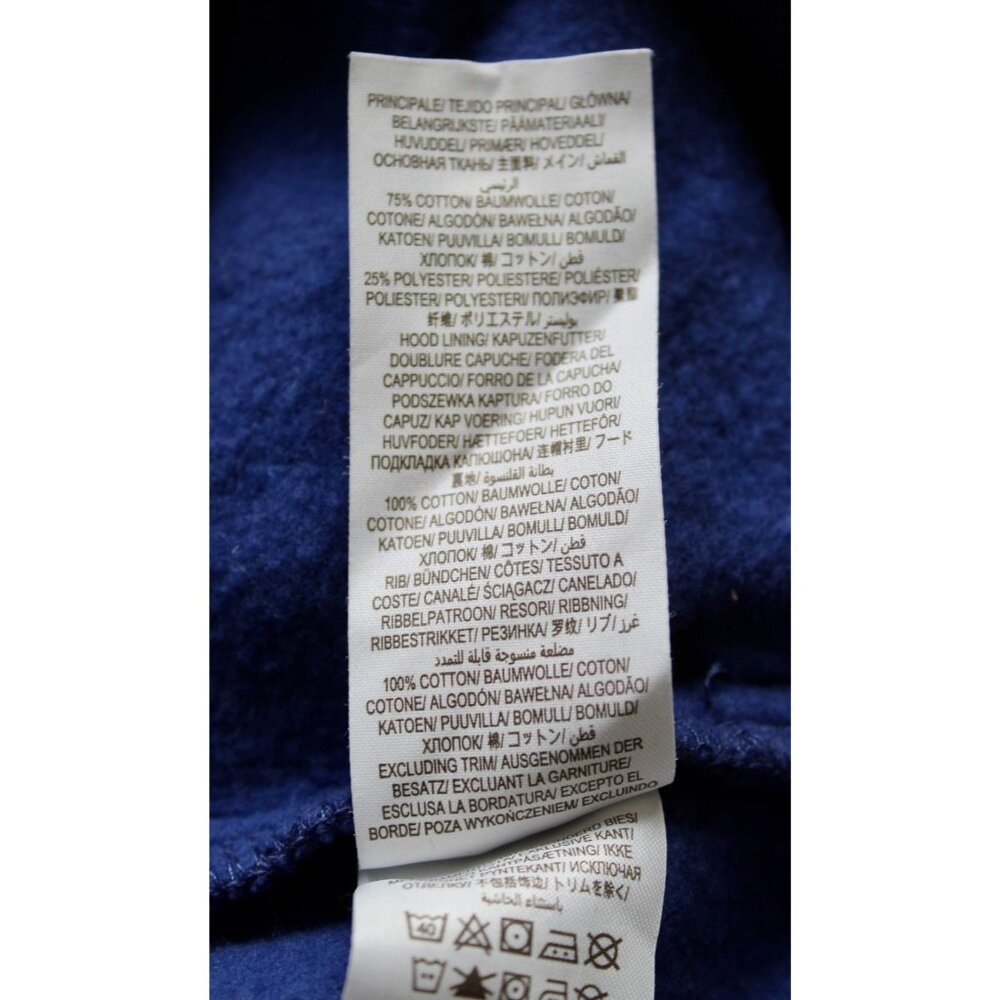 PRINCIPALE/ TEJIDO PRINCIPAL/ GŁÓWNA/
BELANGRIJKSTE/ PÄÄMATERIAALI/
HUVUDDEL/ PRIMÆR/ HOVEDDEL/
ОСНОВНАЯ ТКАНЬ/ 主面料/ メイン/ القماش
الرئيسي
75% COTTON/ BAUMWOLLE/ COTON/
COTONE/ ALGODÓN/ BAWEŁNA/ ALGODÃO/
KATOEN/ PUUVILLA/ BOMULL/ BOMULD/
ХЛОПОК/ 棉/ コットン/ قطن
25% POLYESTER/ POLIESTERE/ POLIÉSTER/
POLIESTER/ POLYESTERI/ ПОЛИЭФИР/ 聚酯
纤维/ ポリエステル/ بوليستر
HOOD LINING/ KAPUZENFUTTER/
DOUBLURE CAPUCHE/ FODERA DEL
CAPPUCCIO/ FORRO DE LA CAPUCHA/
PODSZEWKA KAPTURA/ FORRO DO
CAPUZ/ KAP VOERING/ HUPUN VUORI/
HUVFODER/ HÆTTEFOER/ HETTEFÔR/
ПОДКЛАДКА КАПЮШОНА/ 连帽衬里/ フード
裏地/ بطانة القلنسوة
100% COTTON/ BAUMWOLLE/ COTON/
COTONE/ ALGODÓN/ BAWEŁNA/ ALGODÃO/
KATOEN/ PUUVILLA/ BOMULL/ BOMULD/
ХЛОПОК/ 棉/ コットン/ قطن
RIB/ BÜNDCHEN/ CÔTES/ TESSUTO A
COSTE/ CANALÉ/ ŚCIĄGACZ/ CANELADO/
RIBBELPATROON/ RESORI/ RIBBNING/
RIBBESTRIKKET/ РЕЗИНКА/ 罗纹/ リブ/ غرز
مضلعة منسوجة قابلة للتمدد
100% COTTON/ BAUMWOLLE/ COTON/
COTONE/ ALGODÓN/ BAWEŁNA/ ALGODÃO/
KATOEN/ PUUVILLA/ BOMULL/ BOMULD/
ХЛОПОК/ 棉/ コットン/ قطن
EXCLUDING TRIM/ AUSGENOMMEN DER
BESATZ/ EXCLUANT LA GARNITURE/
ESCLUSA LA BORDATURA/ EXCEPTO EL
BORDE/ POZA WYKOŃCZENIEM/ EXCLUINDO
BIES/
EXKLUSIVE KANT/
IKKE
PYNTEKANT/ ИСКЛЮЧАЯ
ОТДЕЛКУ/ 不包括饰边/ トリムを除く/
باستثناء الحاشية
40